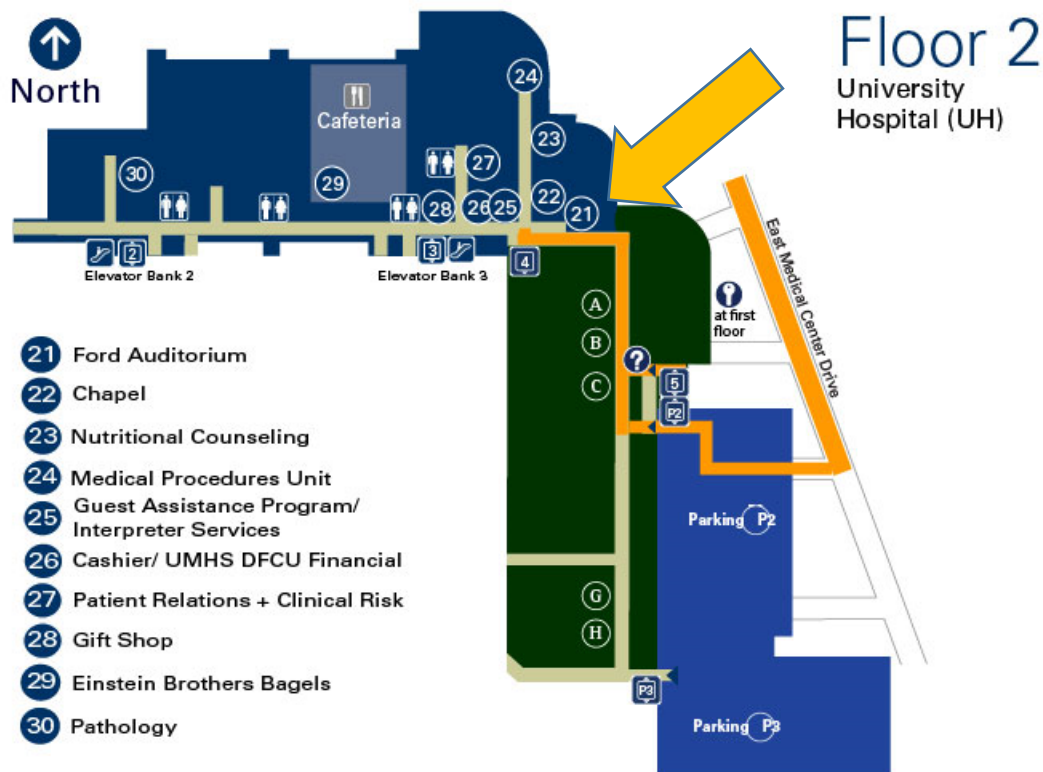 North
Floor 2
University
Hospital (UH)
24
Cafeteria
23
30
27
29
28
26
25
22
21
2
3
4
Elevator Bank 2
Elevator Bank 3
East Medical Center Drive
A
B
C
at first
floor
?
5
P2
Parking P2
G
H
P3
Parking P3
21 Ford Auditorium
22 Chapel
23 Nutritional Counseling
24 Medical Procedures Unit
25 Guest Assistance Program/
Interpreter Services
26 Cashier/ UMHS DFCU Financial
27 Patient Relations + Clinical Risk
28 Gift Shop
29 Einstein Brothers Bagels
30 Pathology